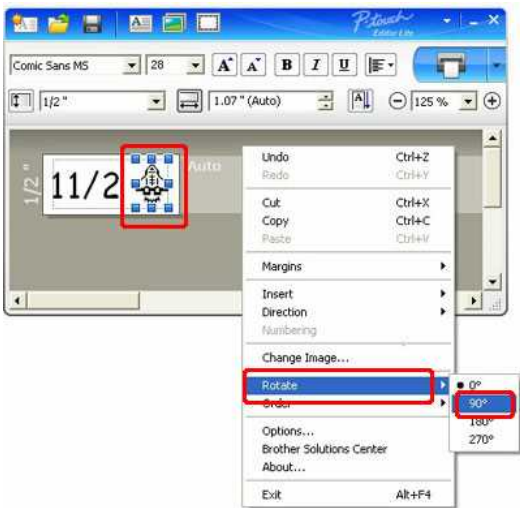 P-touch
Editor Lite
Comic Sans MS 28 A A B I U
1/2 " 1.07 " (Auto) A 125 %
1/2 "
11/2
Auto
Undo Ctrl+Z
Redo Ctrl+Y
Cut Ctrl+X
Copy Ctrl+C
Paste Ctrl+V
Margins
Insert
Direction
Numbering
Change Image...
Rotate
0°
Order
90°
180°
Options...
270°
Brother Solutions Center
About...
Exit Alt+F4